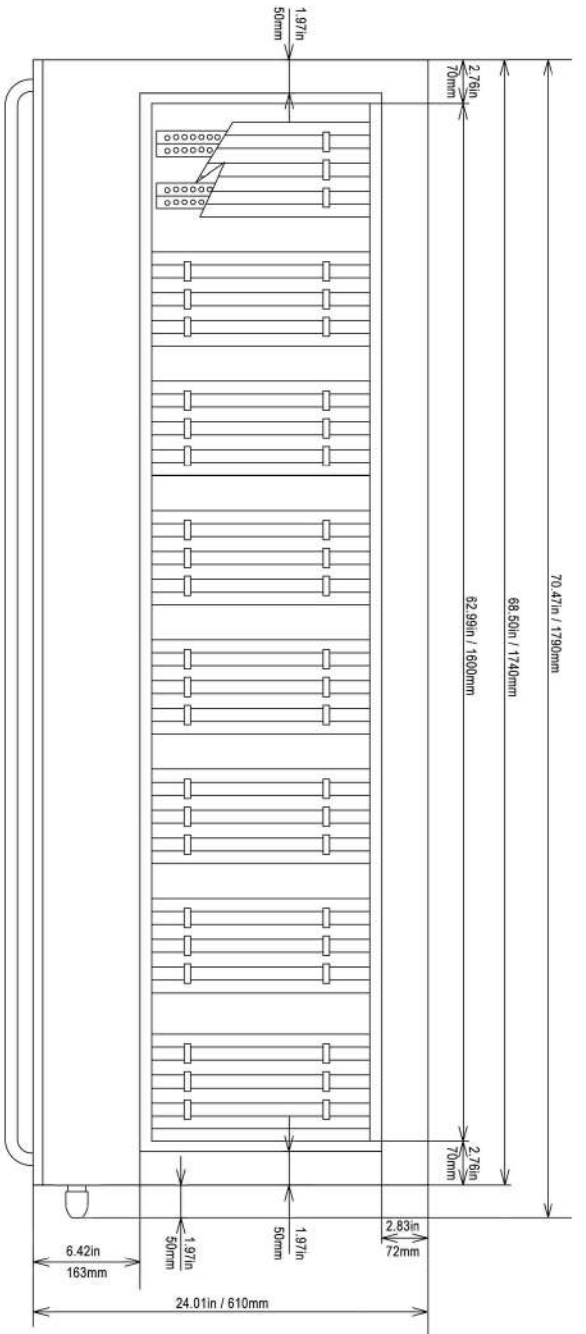 1.97in
50mm
2.76in
70mm
70.47in / 1790mm
68.50in / 1740mm
62.99in / 1600mm
2.76in
70mm
1.97in
50mm
1.97in
50mm
2.83in
72mm
6.42in
163mm
24.01in / 610mm